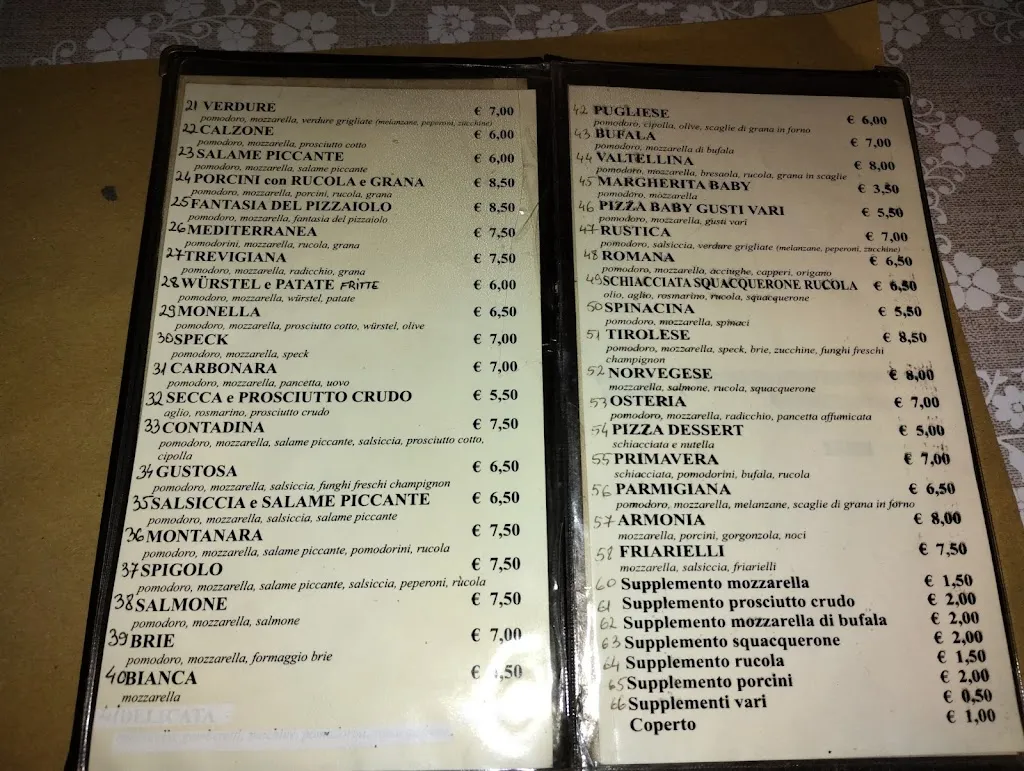 21 VERDURE € 7,00
pomodoro, mozzarella, verdure grigliate (melanzane, peperoni, zucchine)
22 CALZONE € 6,00
pomodoro, mozzarella, prosciutto cotto
23 SALAME PICCANTE € 6,00
pomodoro, mozzarella, salame piccante
24 PORCINI con RUCOLA e GRANA € 8,50
pomodoro, mozzarella, porcini, rucola, grana
25 FANTASIA DEL PIZZAIOLO € 8,50
pomodoro, mozzarella, fantasia del pizzaiolo
26 MEDITERRANEA € 7,50
pomodorini, mozzarella, rucola, grana
27 TREVIGIANA € 7,50
pomodoro, mozzarella, radicchio, grana
28 WÜRSTEL e PATATE FRITTE € 6,00
pomodoro, mozzarella, würstel, patate
29 MONELLA € 6,50
pomodoro, mozzarella, prosciutto cotto, würstel, olive
30 SPECK € 7,00
pomodoro, mozzarella, speck
31 CARBONARA € 7,00
pomodoro, mozzarella, pancetta, uovo
32 SECCA e PROSCIUTTO CRUDO € 5,50
aglio, rosmarino, prosciutto crudo
33 CONTADINA € 7,50
pomodoro, mozzarella, salame piccante, salsiccia, prosciutto cotto,
cipolla
34 GUSTOSA € 6,50
pomodoro, mozzarella, salsiccia, funghi freschi champignon
35 SALSICCIA e SALAME PICCANTE € 6,50
pomodoro, mozzarella, salsiccia, salame piccante
36 MONTANARA € 7,50
pomodoro, mozzarella, salame piccante, pomodorini, rucola
37 SPIGOLO € 7,50
pomodoro, mozzarella, salame piccante, salsiccia, peperoni, rucola
38 SALMONE € 7,50
pomodoro, mozzarella, salmone
39 BRIE € 7,00
pomodoro, mozzarella, formaggio brie
40 BIANCA € ,50
mozzarella
41 DELICATA
42 PUGLIESE € 6,00
pomodoro, cipolla, olive, scaglie di grana in forno
43 BUFALA € 7,00
pomodoro, mozzarella di bufala
44 VALTELLINA € 8,00
pomodoro, mozzarella, bresaola, rucola, grana in scaglie
45 MARGHERITA BABY € 3,50
pomodoro, mozzarella
46 PIZZA BABY GUSTI VARI € 5,50
pomodoro, mozzarella, gusti vari
47 RUSTICA € 7,00
pomodoro, salsiccia, verdure grigliate (melanzane, peperoni, zucchine)
48 ROMANA € 6,50
pomodoro, mozzarella, acciughe, capperi, origano
49 SCHIACCIATA SQUACQUERONE RUCOLA € 6,50
olio, aglio, rosmarino, rucola, squacquerone
50 SPINACINA € 5,50
pomodoro, mozzarella, spinaci
51 TIROLESE € 8,50
pomodoro, mozzarella, speck, brie, zucchine, funghi freschi
champignon
52 NORVEGESE € 8,00
mozzarella, salmone, rucola, squacquerone
53 OSTERIA € 7,00
pomodoro, mozzarella, radicchio, pancetta affumicata
54 PIZZA DESSERT € 5,00
schiacciata e nutella
55 PRIMAVERA € 7,00
schiacciata, pomodorini, bufala, rucola
56 PARMIGIANA € 6,50
pomodoro, mozzarella, melanzane, scaglie di grana in forno
57 ARMONIA € 8,00
mozzarella, porcini, gorgonzola, noci
58 FRIARIELLI € 7,50
mozzarella, salsiccia, friarielli
60 Supplemento mozzarella € 1,50
61 Supplemento prosciutto crudo € 2,00
62 Supplemento mozzarella di bufala € 2,00
63 Supplemento squacquerone € 2,00
64 Supplemento rucola € 1,50
65 Supplemento porcini € 2,00
66 Supplementi vari € 0,50
Coperto € 1,00